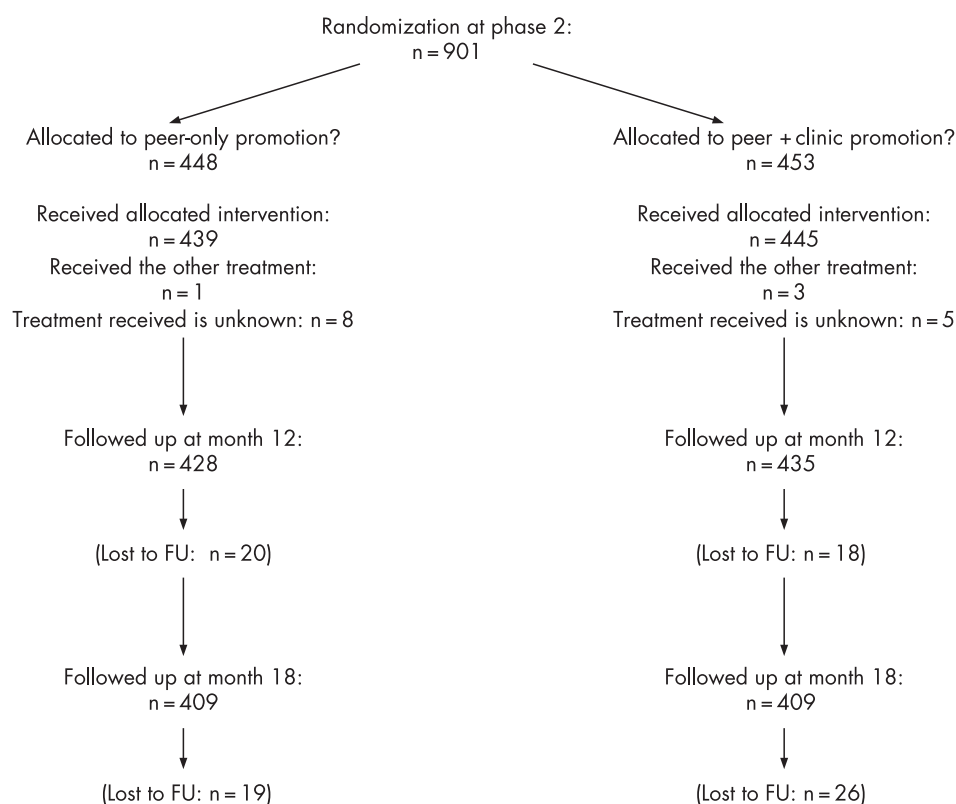 Randomization at phase 2:
n = 901
Allocated to peer-only promotion?
n = 448
Received allocated intervention:
n = 439
Received the other treatment:
n = 1
Treatment received is unknown: n = 8
Followed up at month 12:
n = 428
(Lost to FU: n = 20)
Followed up at month 18:
n = 409
(Lost to FU: n = 19)
Allocated to peer + clinic promotion?
n = 453
Received allocated intervention:
n = 445
Received the other treatment:
n = 3
Treatment received is unknown: n = 5
Followed up at month 12:
n = 435
(Lost to FU: n = 18)
Followed up at month 18:
n = 409
(Lost to FU: n = 26)